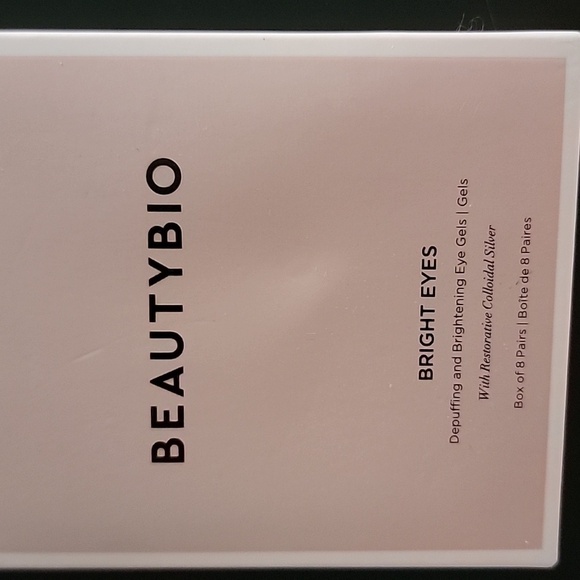 BEAUTYBIO
BRIGHT EYES
Depuffing and Brightening Eye Gels | Gels
With Restorative Colloidal Silver
Box of 8 Pairs | Boîte de 8 Paires